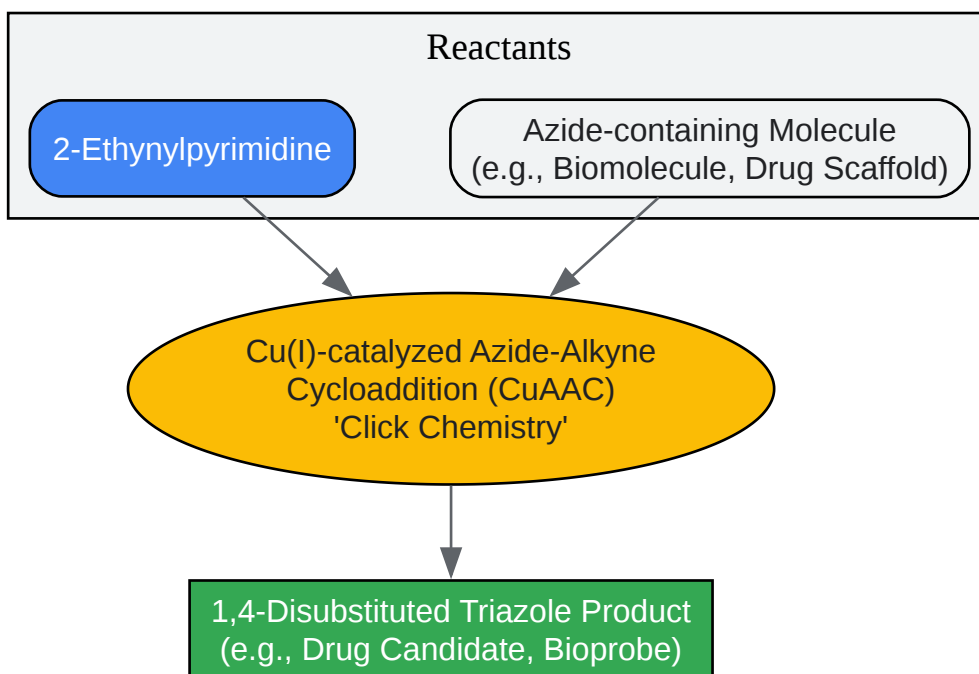 Reactants
2-Ethynylpyrimidine
Azide-containing Molecule
(e.g., Biomolecule, Drug Scaffold)
Cu(I)-catalyzed Azide-Alkyne
Cycloaddition (CuAAC)
'Click Chemistry'
1,4-Disubstituted Triazole Product
(e.g., Drug Candidate, Bioprobe)